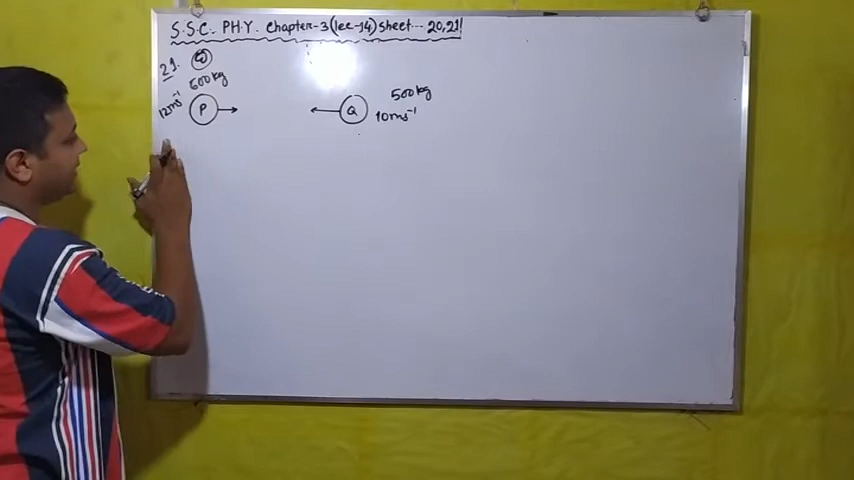 S.S.C. PHY. Chapter-3 (lec-14) sheet... 20,21!
21. ঘ
600kg
12ms⁻¹ P
Q 10ms⁻¹
500kg